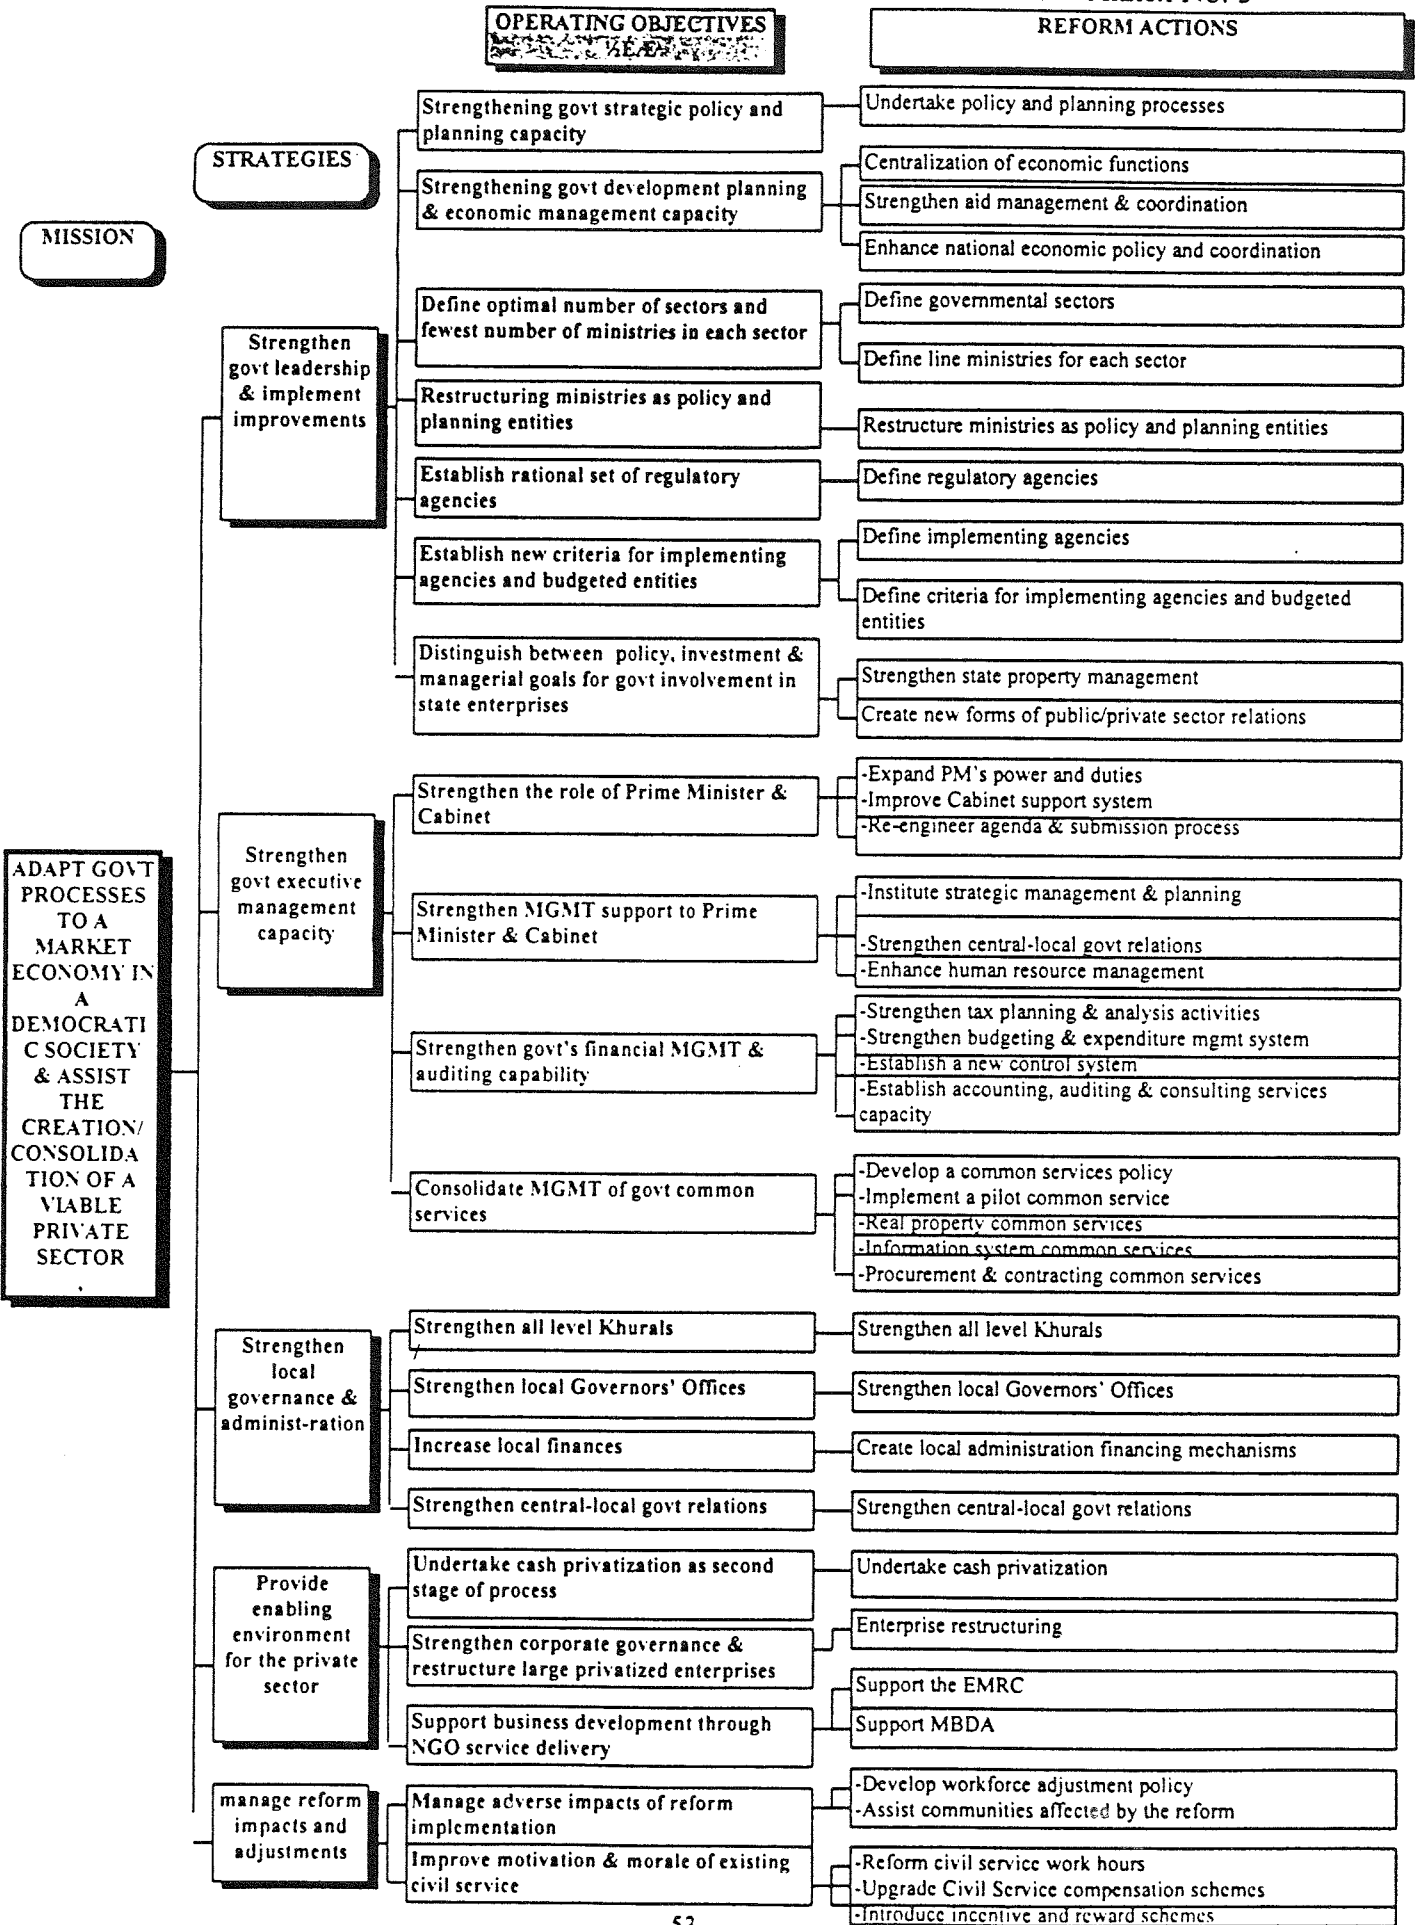 NO. 3
OPERATING OBJECTIVES
REFORM ACTIONS
STRATEGIES
MISSION
ADAPT GOVT
PROCESSES
TO A
MARKET
ECONOMY IN
A
DEMOCRATI
C SOCIETY
& ASSIST
THE
CREATION/
CONSOLIDA
TION OF A
VIABLE
PRIVATE
SECTOR
Strengthen
govt leadership
& implement
improvements
Strengthening govt strategic policy and
planning capacity
Undertake policy and planning processes
Strengthening govt development planning
& economic management capacity
Centralization of economic functions
Strengthen aid management & coordination
Enhance national economic policy and coordination
Define optimal number of sectors and
fewest number of ministries in each sector
Define governmental sectors
Define line ministries for each sector
Restructuring ministries as policy and
planning entities
Restructure ministries as policy and planning entities
Establish rational set of regulatory
agencies
Define regulatory agencies
Establish new criteria for implementing
agencies and budgeted entities
Define implementing agencies
Define criteria for implementing agencies and budgeted
entities
Distinguish between policy, investment &
managerial goals for govt involvement in
state enterprises
Strengthen state property management
Create new forms of public/private sector relations
Strengthen
govt executive
management
capacity
Strengthen the role of Prime Minister &
Cabinet
-Expand PM's power and duties
-Improve Cabinet support system
-Re-engineer agenda & submission process
Strengthen MGMT support to Prime
Minister & Cabinet
-Institute strategic management & planning
-Strengthen central-local govt relations
-Enhance human resource management
Strengthen govt's financial MGMT &
auditing capability
-Strengthen tax planning & analysis activities
-Strengthen budgeting & expenditure mgmt system
-Establish a new control system
-Establish accounting, auditing & consulting services
capacity
Consolidate MGMT of govt common
services
-Develop a common services policy
-Implement a pilot common service
-Real property common services
-Information system common services
-Procurement & contracting common services
Strengthen
local
governance &
administ-ration
Strengthen all level Khurals
Strengthen all level Khurals
Strengthen local Governors' Offices
Strengthen local Governors' Offices
Increase local finances
Create local administration financing mechanisms
Strengthen central-local govt relations
Strengthen central-local govt relations
Provide
enabling
environment
for the private
sector
Undertake cash privatization as second
stage of process
Undertake cash privatization
Strengthen corporate governance &
restructure large privatized enterprises
Enterprise restructuring
Support business development through
NGO service delivery
Support the EMRC
Support MBDA
manage reform
impacts and
adjustments
Manage adverse impacts of reform
implementation
-Develop workforce adjustment policy
-Assist communities affected by the reform
Improve motivation & morale of existing
civil service
-Reform civil service work hours
-Upgrade Civil Service compensation schemes
-Introduce incentive and reward schemes
52